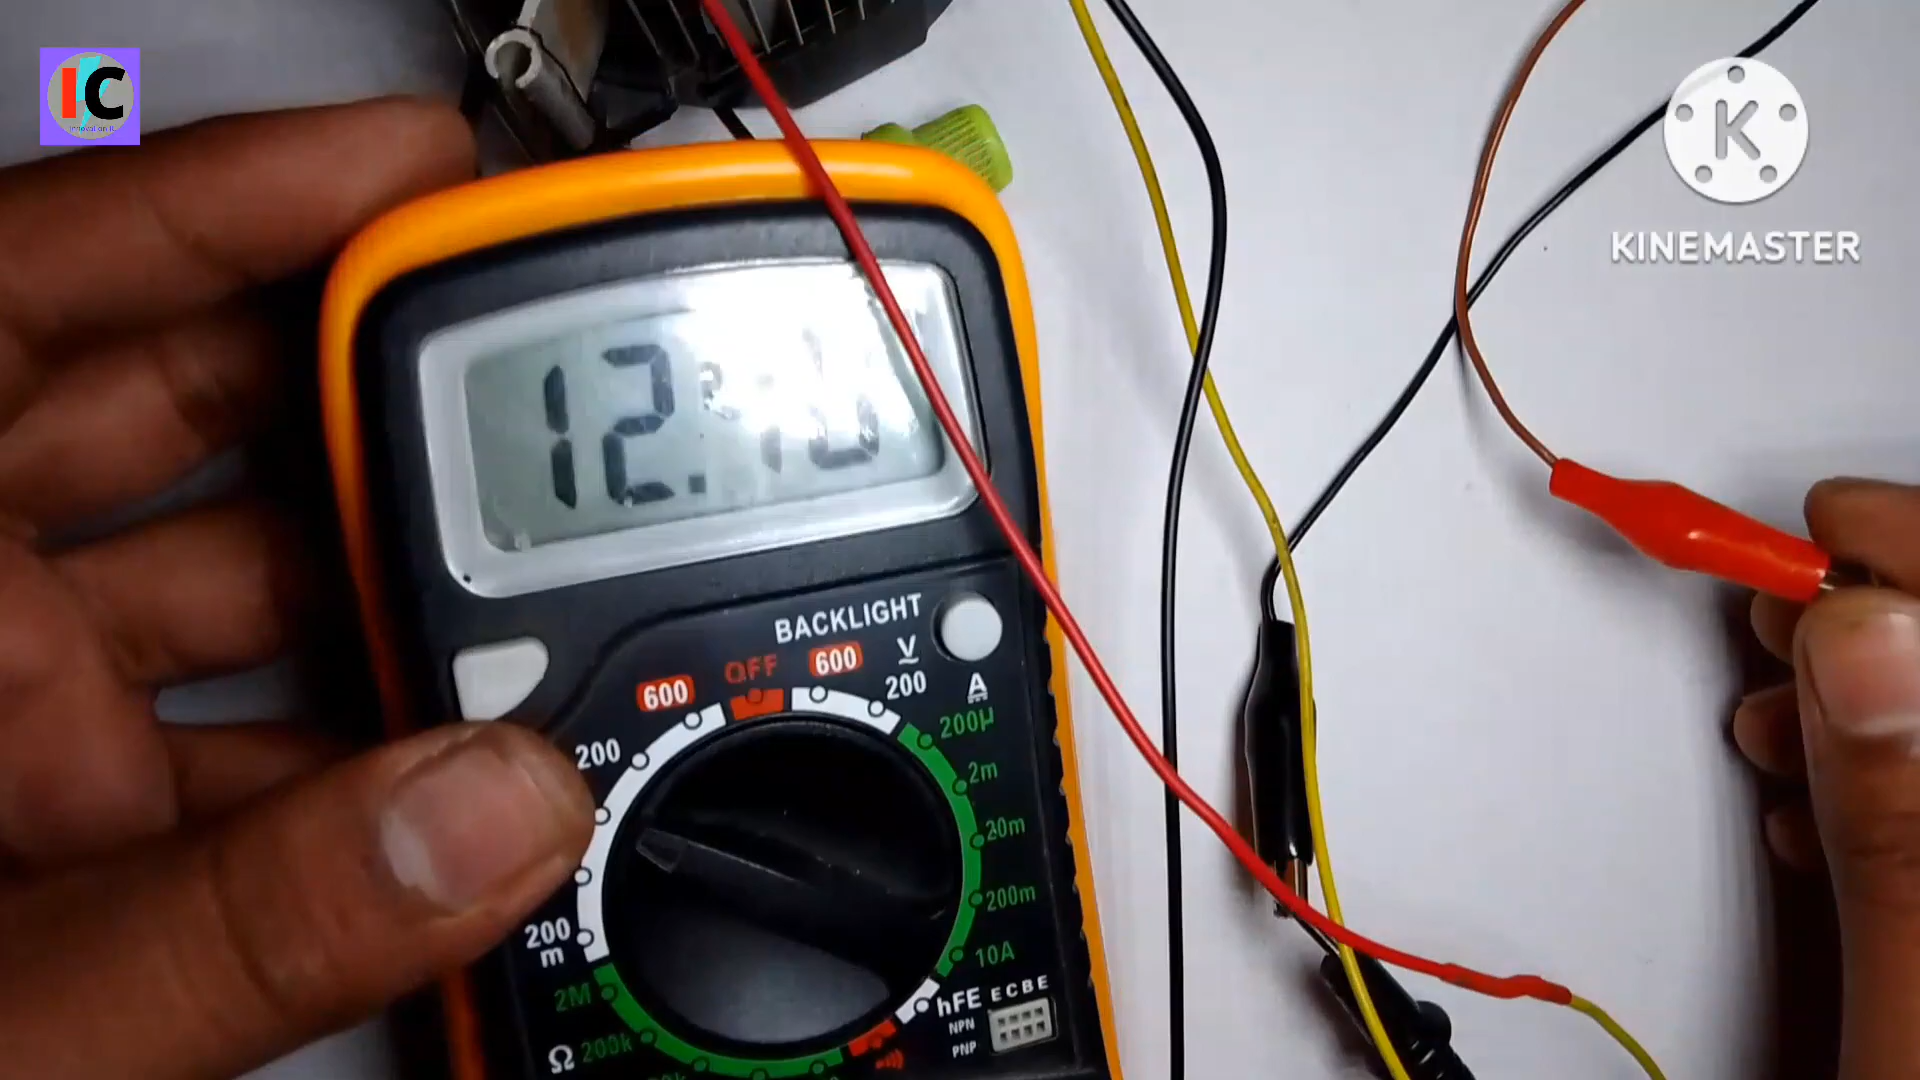 IC
KINEMASTER
BACKLIGHT
600
OFF
600
V
200
A
200
200µ
2m
20m
200m
200
m
10A
2M
hFE
E C B E
NPN
PNP
Ω
200k
12.